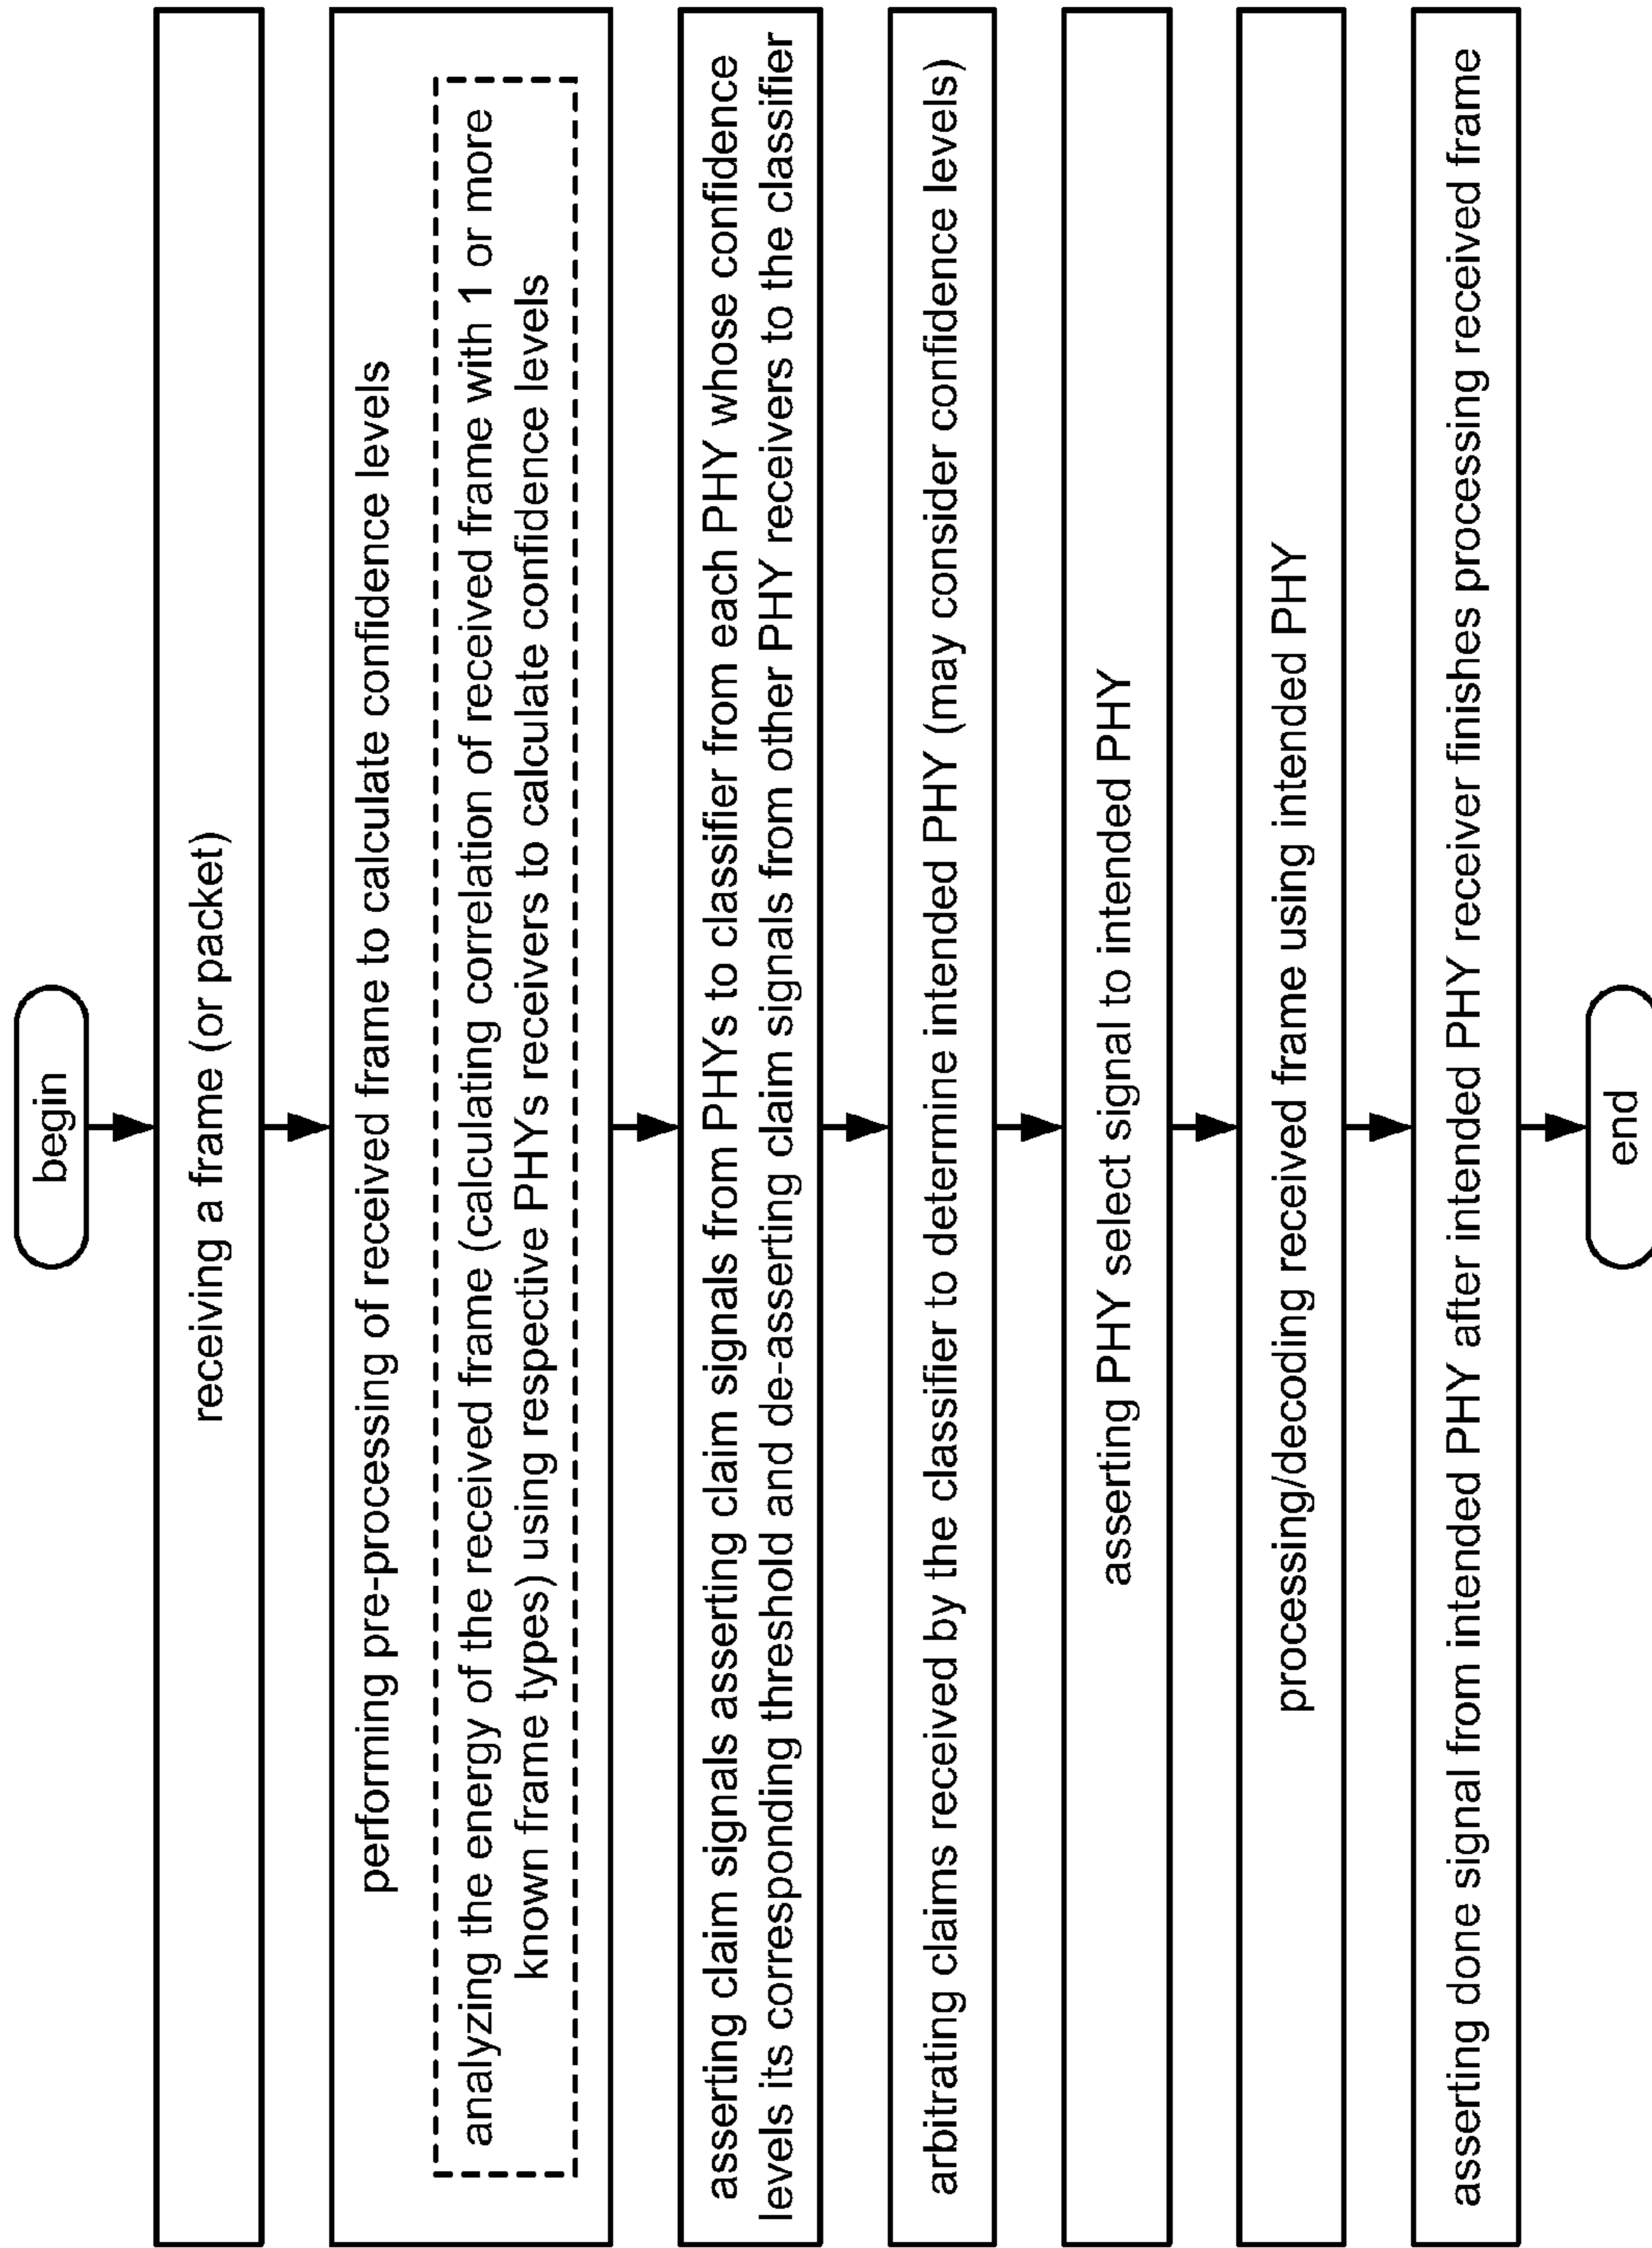 begin
receiving a frame (or packet)
performing pre-processing of received frame to calculate confidence levels
analyzing the energy of the received frame (calculating correlation of received frame with 1 or more
known frame types) using respective PHYs receivers to calculate confidence levels
asserting claim signals asserting claim signals from PHYs to classifier from each PHY whose confidence
levels its corresponding threshold and de-asserting claim signals from other PHY receivers to the classifier
arbitrating claims received by the classifier to determine intended PHY (may consider confidence levels)
asserting PHY select signal to intended PHY
processing/decoding received frame using intended PHY
asserting done signal from intended PHY after intended PHY receiver finishes processing received frame
end